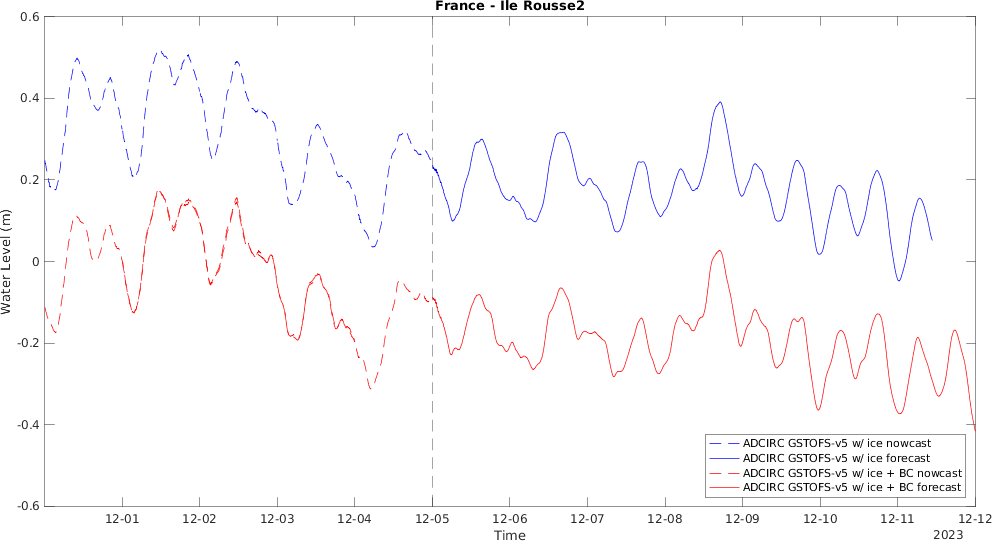 France - Ile Rousse2
Water Level (m)
0.6
0.4
0.2
0
-0.2
-0.4
-0.6
12-01
12-02
12-03
12-04
12-05
12-06
12-07
12-08
12-09
12-10
12-11
12-12
Time
2023
ADCIRC GSTOFS-v5 w/ ice nowcast
ADCIRC GSTOFS-v5 w/ ice forecast
ADCIRC GSTOFS-v5 w/ ice + BC nowcast
ADCIRC GSTOFS-v5 w/ ice + BC forecast